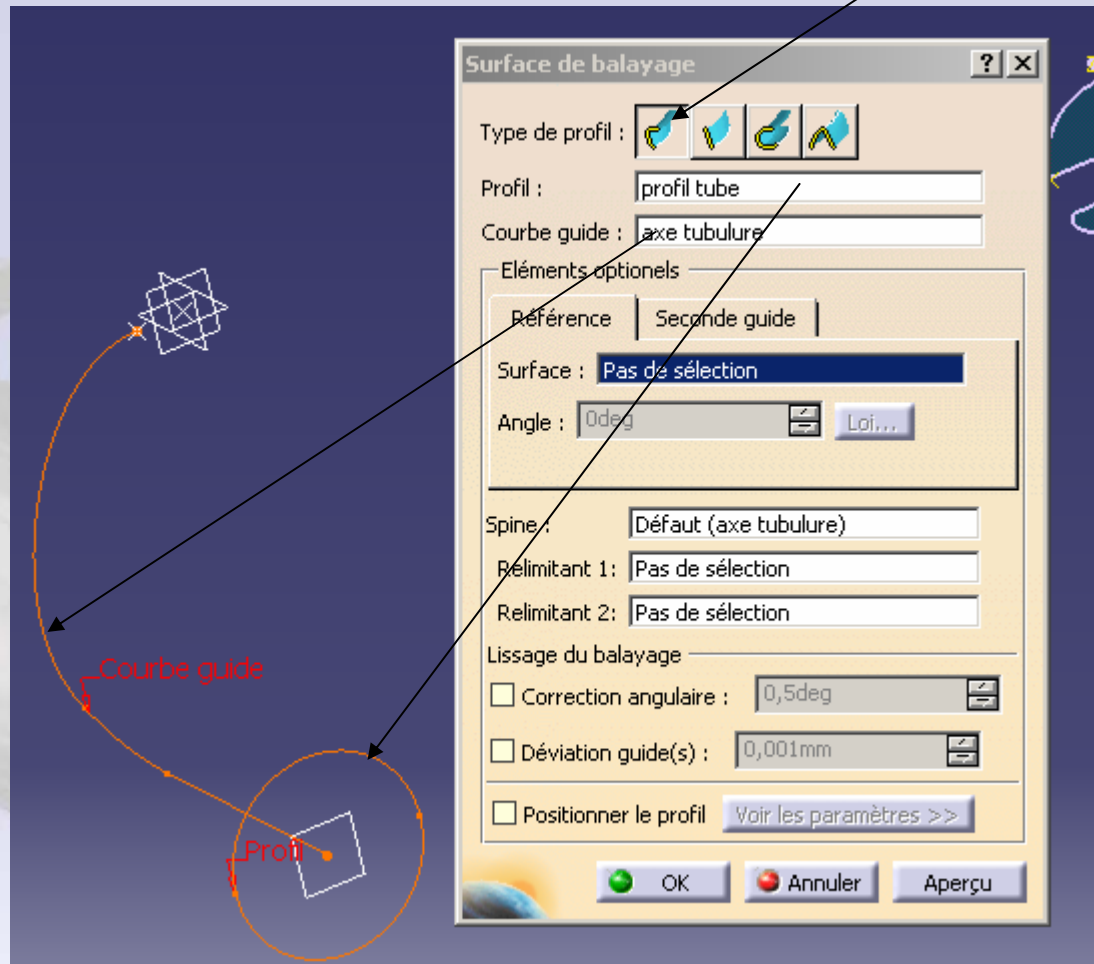 Surface de balayage
Type de profil :
Profil : profil tube
Courbe guide : axe tubulure
Eléments optionels
Référence Seconde guide
Surface : Pas de sélection
Angle : 0deg Loi...
Spine : Défaut (axe tubulure)
Relimitant 1: Pas de sélection
Relimitant 2: Pas de sélection
Lissage du balayage
Correction angulaire : 0,5deg
Déviation guide(s) : 0,001mm
Positionner le profil Voir les paramètres >>
OK Annuler Aperçu
Courbe guide
Profil